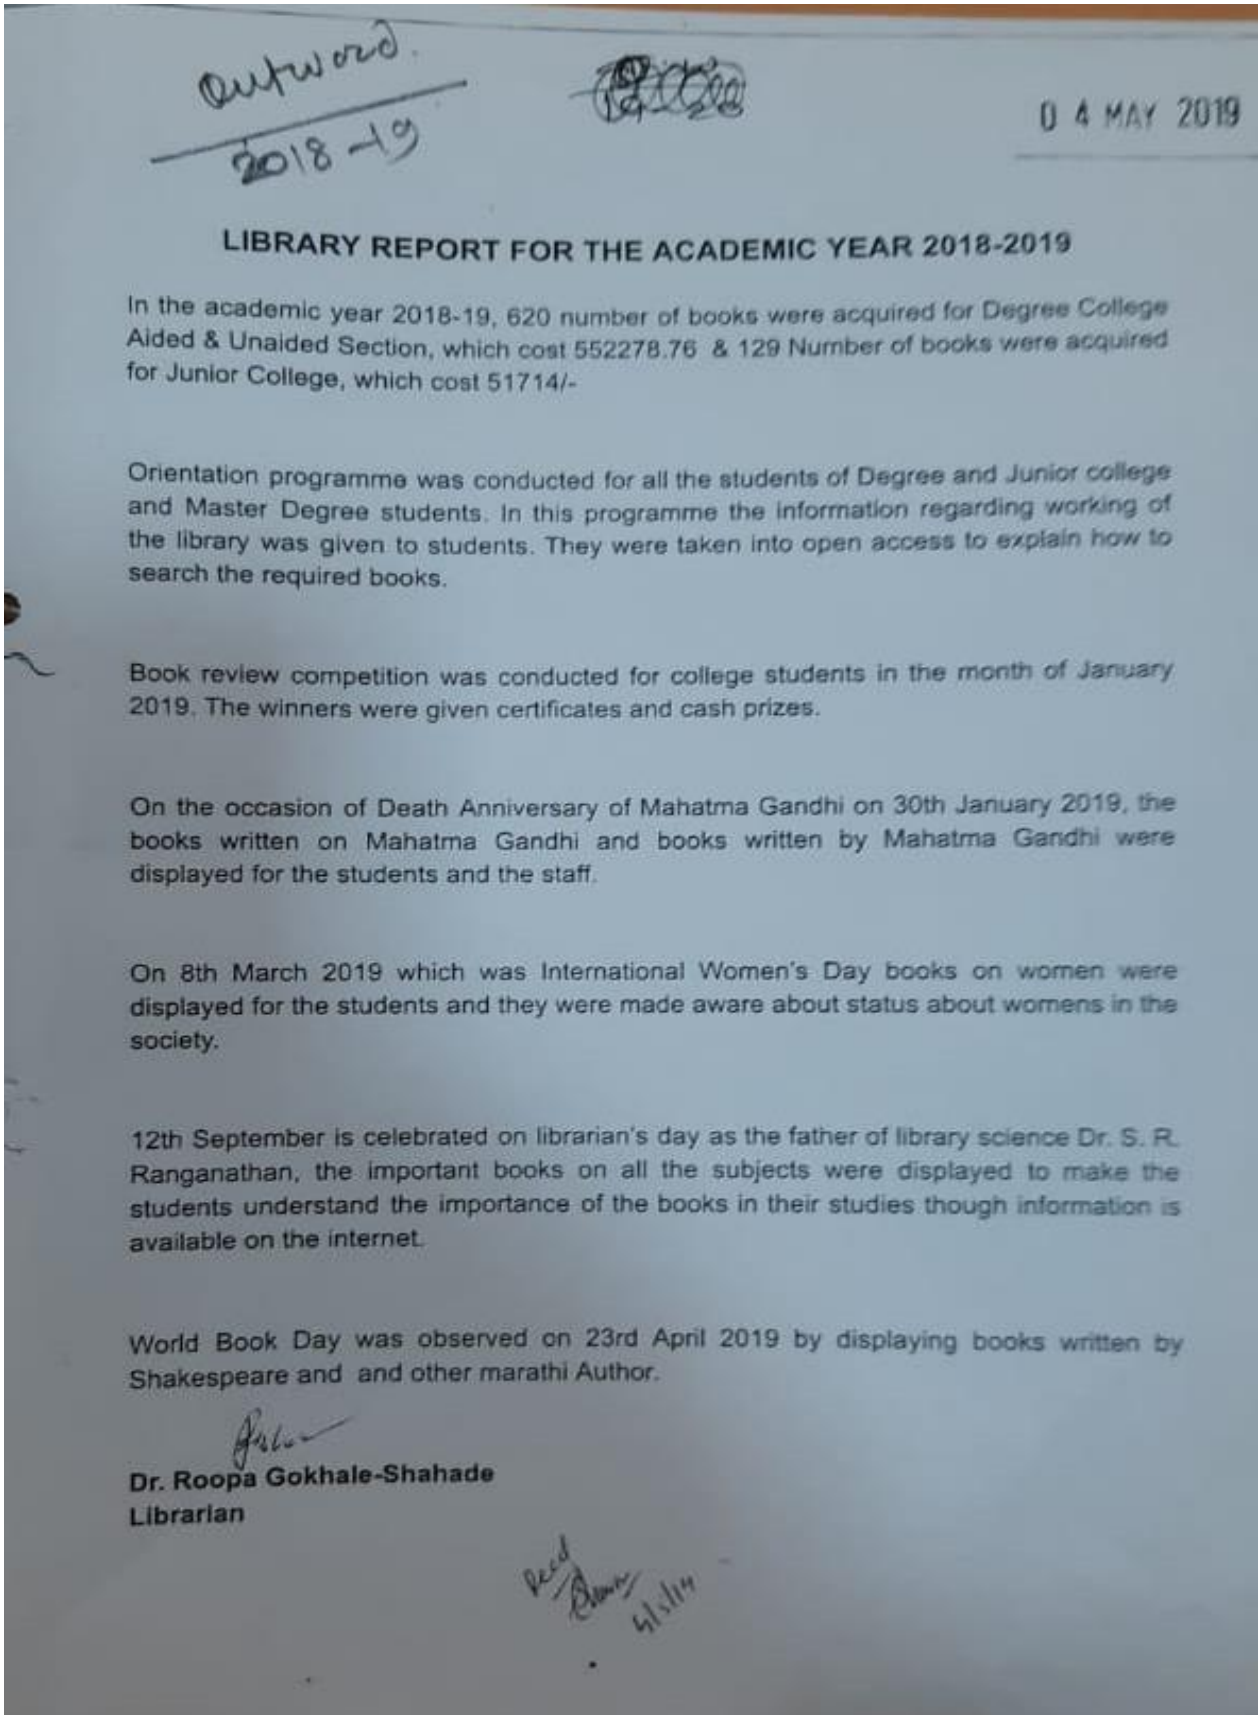 Outword.
2018-19
04 MAY 2019
LIBRARY REPORT FOR THE ACADEMIC YEAR 2018-2019
In the academic year 2018-19, 620 number of books were acquired for Degree College
Aided & Unaided Section, which cost 552278.76 & 129 Number of books were acquired
for Junior College, which cost 51714/-
Orientation programme was conducted for all the students of Degree and Junior college
and Master Degree students. In this programme the information regarding working of
the library was given to students. They were taken into open access to explain how to
search the required books.
Book review competition was conducted for college students in the month of January
2019. The winners were given certificates and cash prizes.
On the occasion of Death Anniversary of Mahatma Gandhi on 30th January 2019, the
books written on Mahatma Gandhi and books written by Mahatma Gandhi were
displayed for the students and the staff.
On 8th March 2019 which was International Women's Day books on women were
displayed for the students and they were made aware about status about womens in the
society.
12th September is celebrated on librarian's day as the father of library science Dr. S. R.
Ranganathan, the important books on all the subjects were displayed to make the
students understand the importance of the books in their studies though information is
available on the internet.
World Book Day was observed on 23rd April 2019 by displaying books written by
Shakespeare and and other marathi Author.
Dr. Roopa Gokhale-Shahade
Librarian
Recd